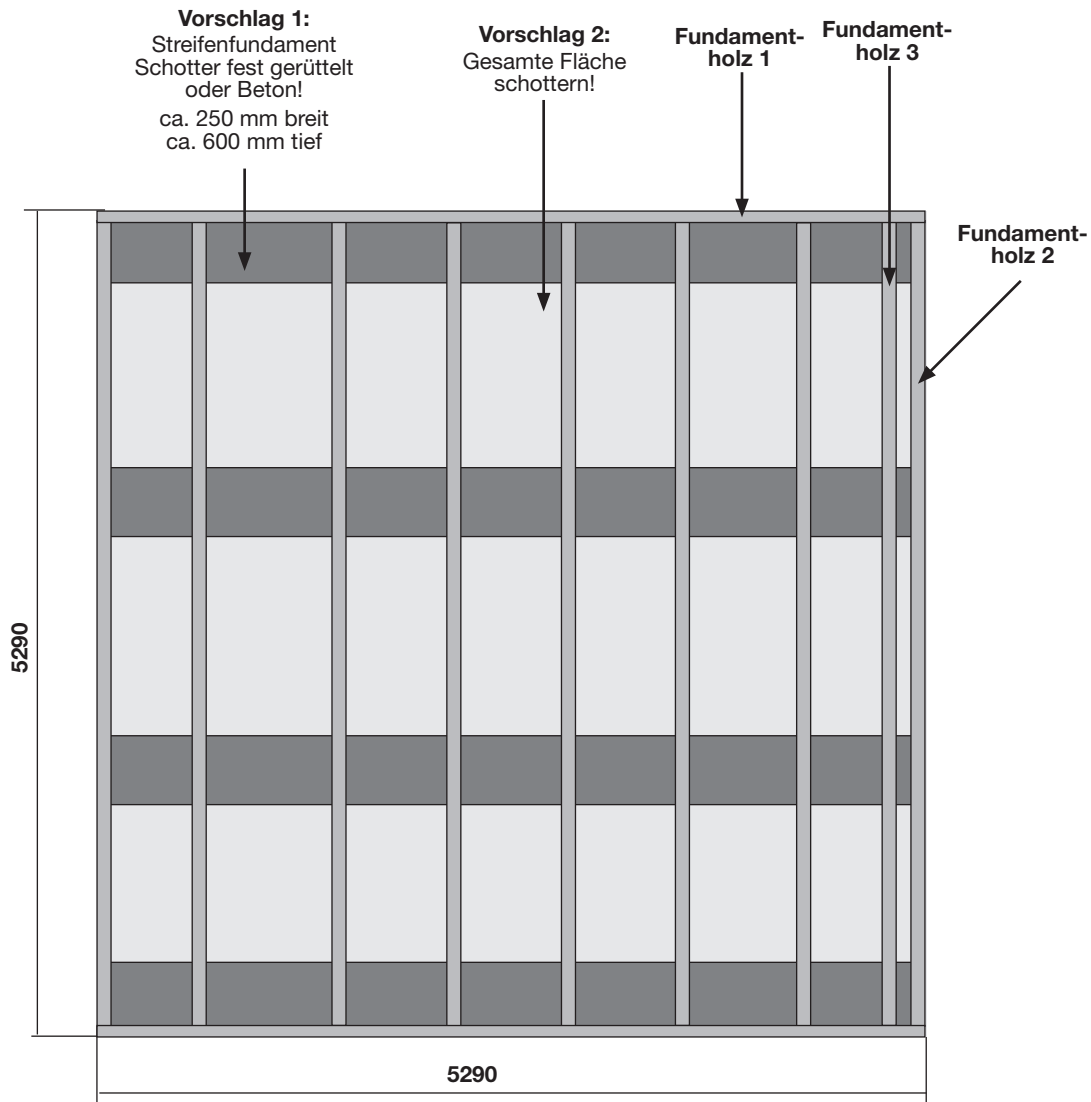 Vorschlag 1:
Streifenfundament
Schotter fest gerüttelt
oder Beton!
ca. 250 mm breit
ca. 600 mm tief
Vorschlag 2:
Gesamte Fläche
schottern!
Fundament-
holz 1
Fundament-
holz 3
Fundament-
holz 2
5290
5290